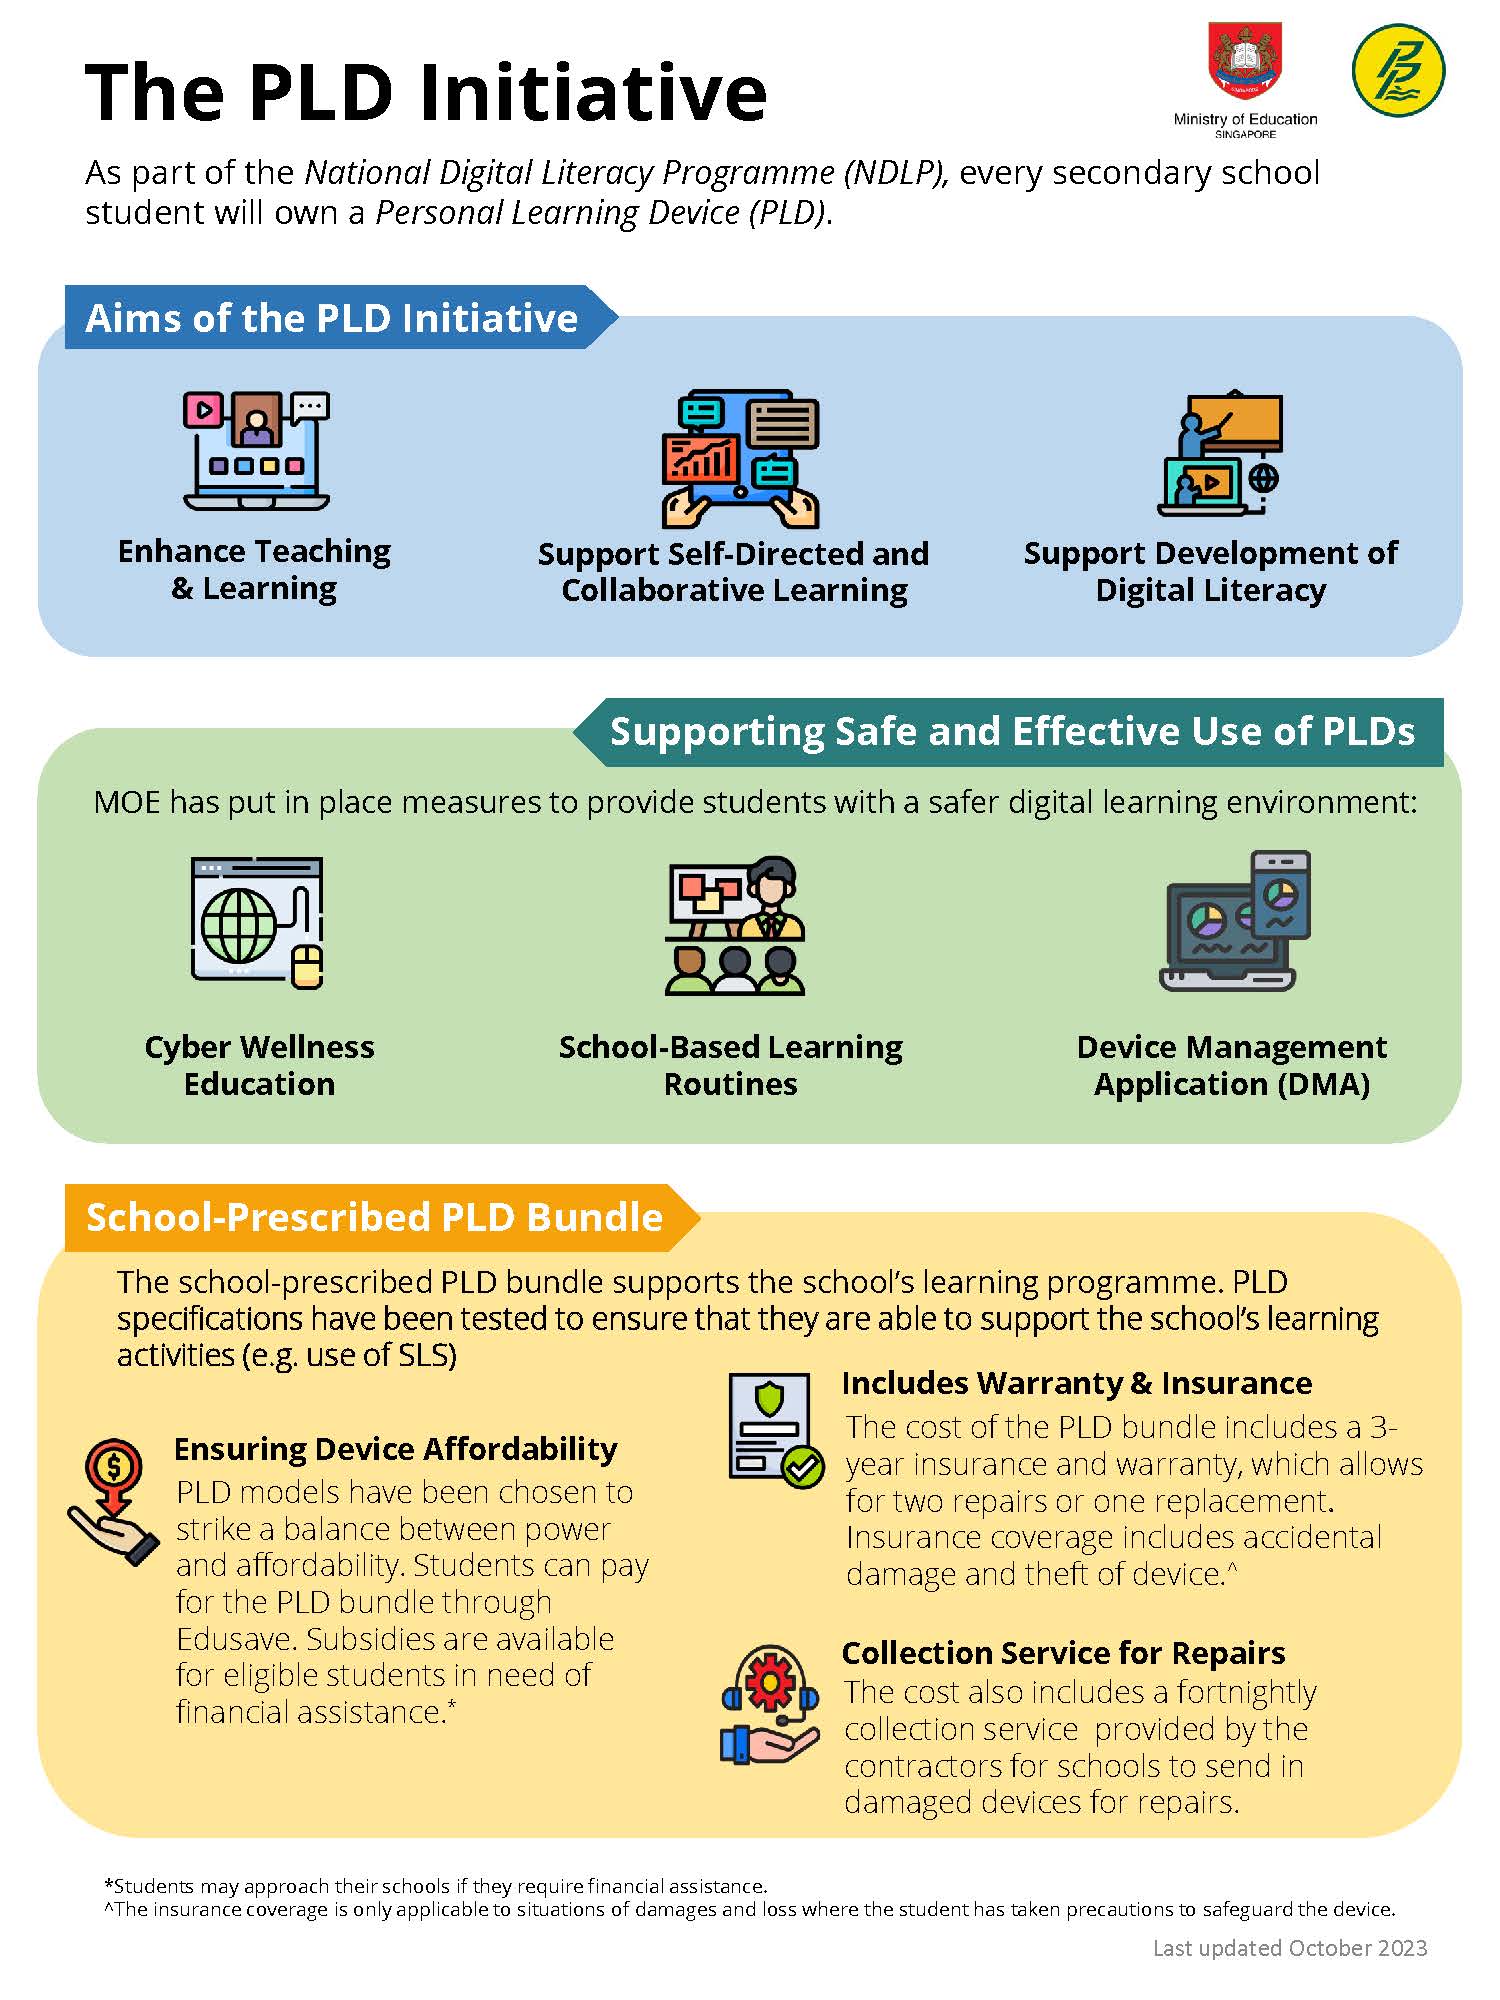 The PLD Initiative
Ministry of Education
SINGAPORE
As part of the National Digital Literacy Programme (NDLP), every secondary school
student will own a Personal Learning Device (PLD).
Aims of the PLD Initiative
Enhance Teaching
& Learning
Support Self-Directed and
Collaborative Learning
Support Development of
Digital Literacy
Supporting Safe and Effective Use of PLDs
MOE has put in place measures to provide students with a safer digital learning environment:
Cyber Wellness
Education
School-Based Learning
Routines
Device Management
Application (DMA)
School-Prescribed PLD Bundle
The school-prescribed PLD bundle supports the school's learning programme. PLD
specifications have been tested to ensure that they are able to support the school's learning
activities (e.g. use of SLS)
Ensuring Device Affordability
PLD models have been chosen to
strike a balance between power
and affordability. Students can pay
for the PLD bundle through
Edusave. Subsidies are available
for eligible students in need of
financial assistance.*
Includes Warranty & Insurance
The cost of the PLD bundle includes a 3-
year insurance and warranty, which allows
for two repairs or one replacement.
Insurance coverage includes accidental
damage and theft of device.^
Collection Service for Repairs
The cost also includes a fortnightly
collection service provided by the
contractors for schools to send in
damaged devices for repairs.
*Students may approach their schools if they require financial assistance.
^The insurance coverage is only applicable to situations of damages and loss where the student has taken precautions to safeguard the device.
Last updated October 2023